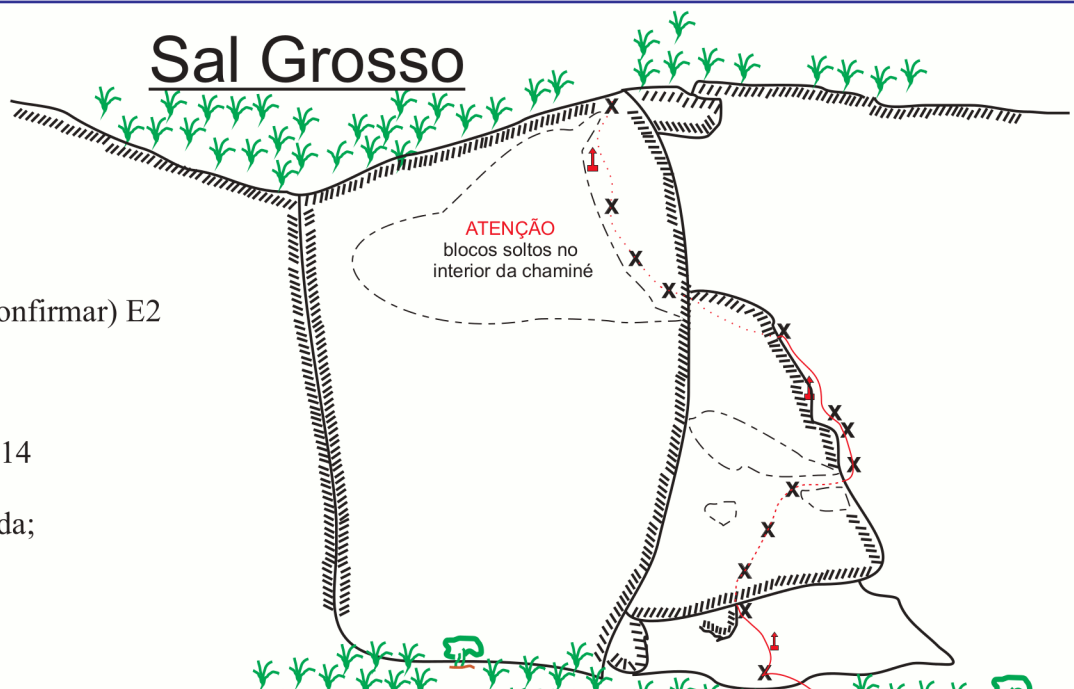 Sal Grosso
ATENÇÃO
blocos soltos no
interior da chaminé
onfirmar) E2
14
da;
X
X
X
X
X
X
X
X
X
X
X
X
X